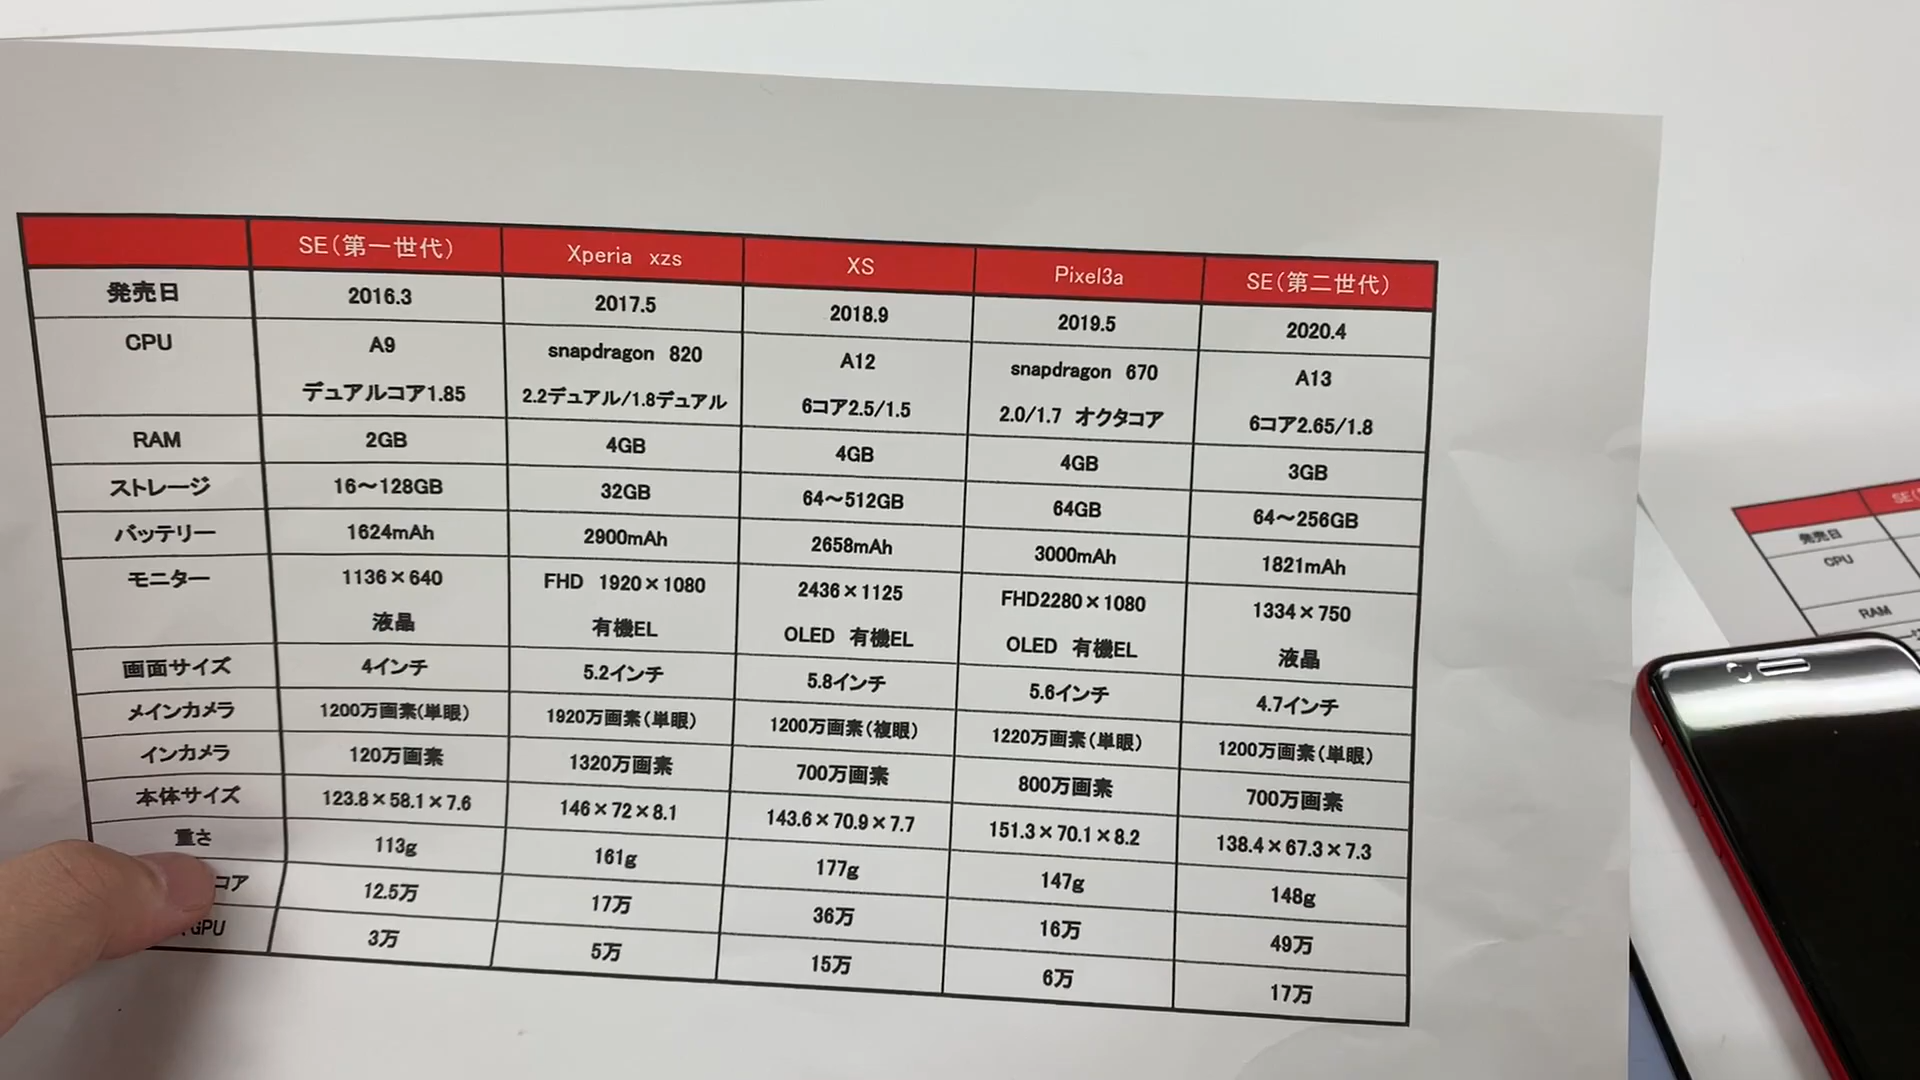 SE(第一世代) Xperia xzs XS Pixel3a SE(第二世代)
発売日 2016.3 2017.5 2018.9 2019.5 2020.4
CPU A9 snapdragon 820 A12 snapdragon 670 A13
デュアルコア1.85 2.2デュアル/1.8デュアル 6コア2.5/1.5 2.0/1.7 オクタコア 6コア2.65/1.8
RAM 2GB 4GB 4GB 4GB 3GB
ストレージ 16～128GB 32GB 64～512GB 64GB 64～256GB
バッテリー 1624mAh 2900mAh 2658mAh 3000mAh 1821mAh
モニター 1136×640 FHD 1920×1080 2436×1125 FHD2280×1080 1334×750
液晶 有機EL OLED 有機EL OLED 有機EL 液晶
画面サイズ 4インチ 5.2インチ 5.8インチ 5.6インチ 4.7インチ
メインカメラ 1200万画素(単眼) 1920万画素(単眼) 1200万画素(複眼) 1220万画素(単眼) 1200万画素(単眼)
インカメラ 120万画素 1320万画素 700万画素 800万画素 700万画素
本体サイズ 123.8×58.1×7.6 146×72×8.1 143.6×70.9×7.7 151.3×70.1×8.2 138.4×67.3×7.3
重さ 113g 161g 177g 147g 148g
コア 12.5万 17万 36万 16万 49万
GPU 3万 5万 15万 6万 17万
SE(
発売日
CPU
RAM